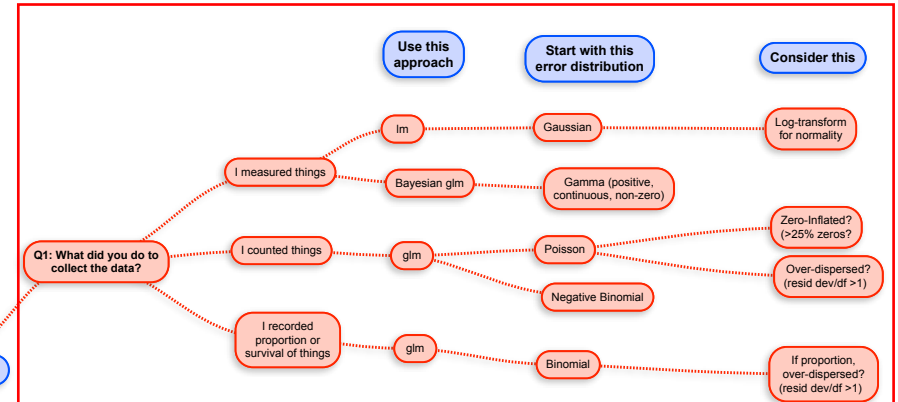 Use this
approach
Start with this
error distribution
Consider this
lm
Gaussian
Log-transform
for normality
I measured things
Bayesian glm
Gamma (positive,
continuous, non-zero)
Q1: What did you do to
collect the data?
I counted things
glm
Poisson
Zero-Inflated?
(>25% zeros?
Over-dispersed?
(resid dev/df >1)
Negative Binomial
I recorded
proportion or
survival of things
glm
Binomial
If proportion,
over-dispersed?
(resid dev/df >1)